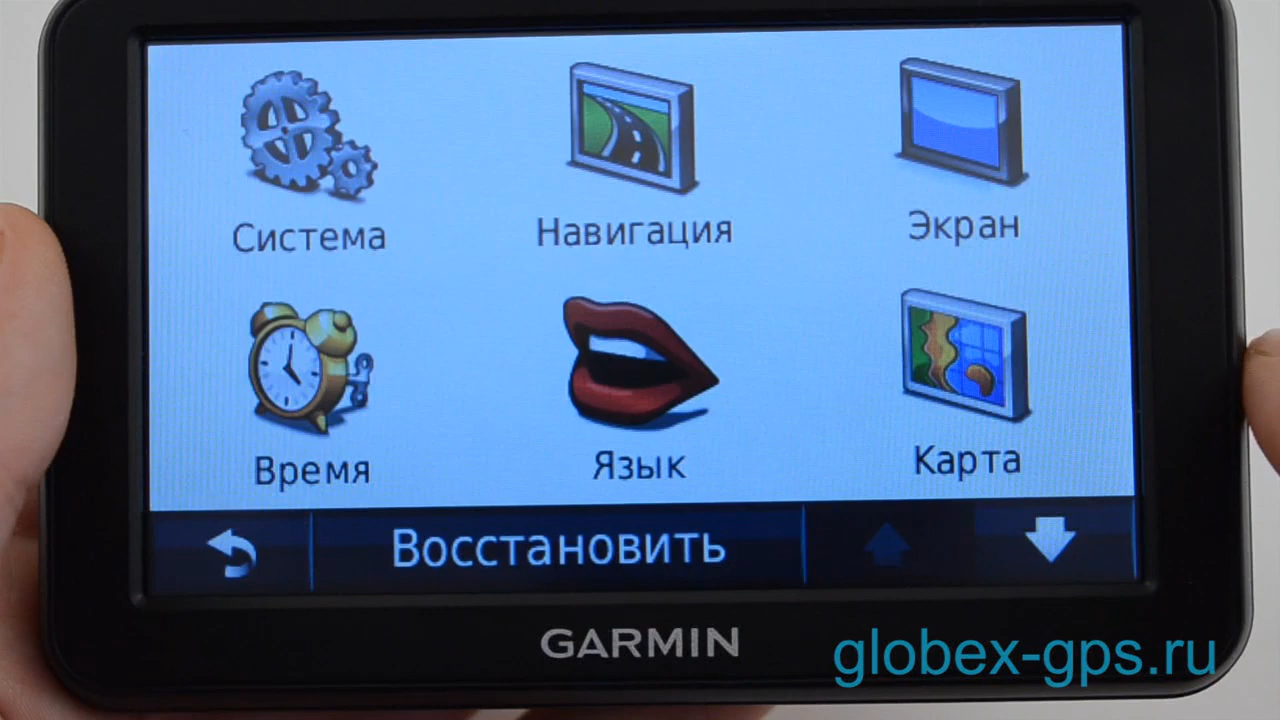 Система
Навигация
Экран
Время
Язык
Карта
Восстановить
GARMIN
globex-gps.ru